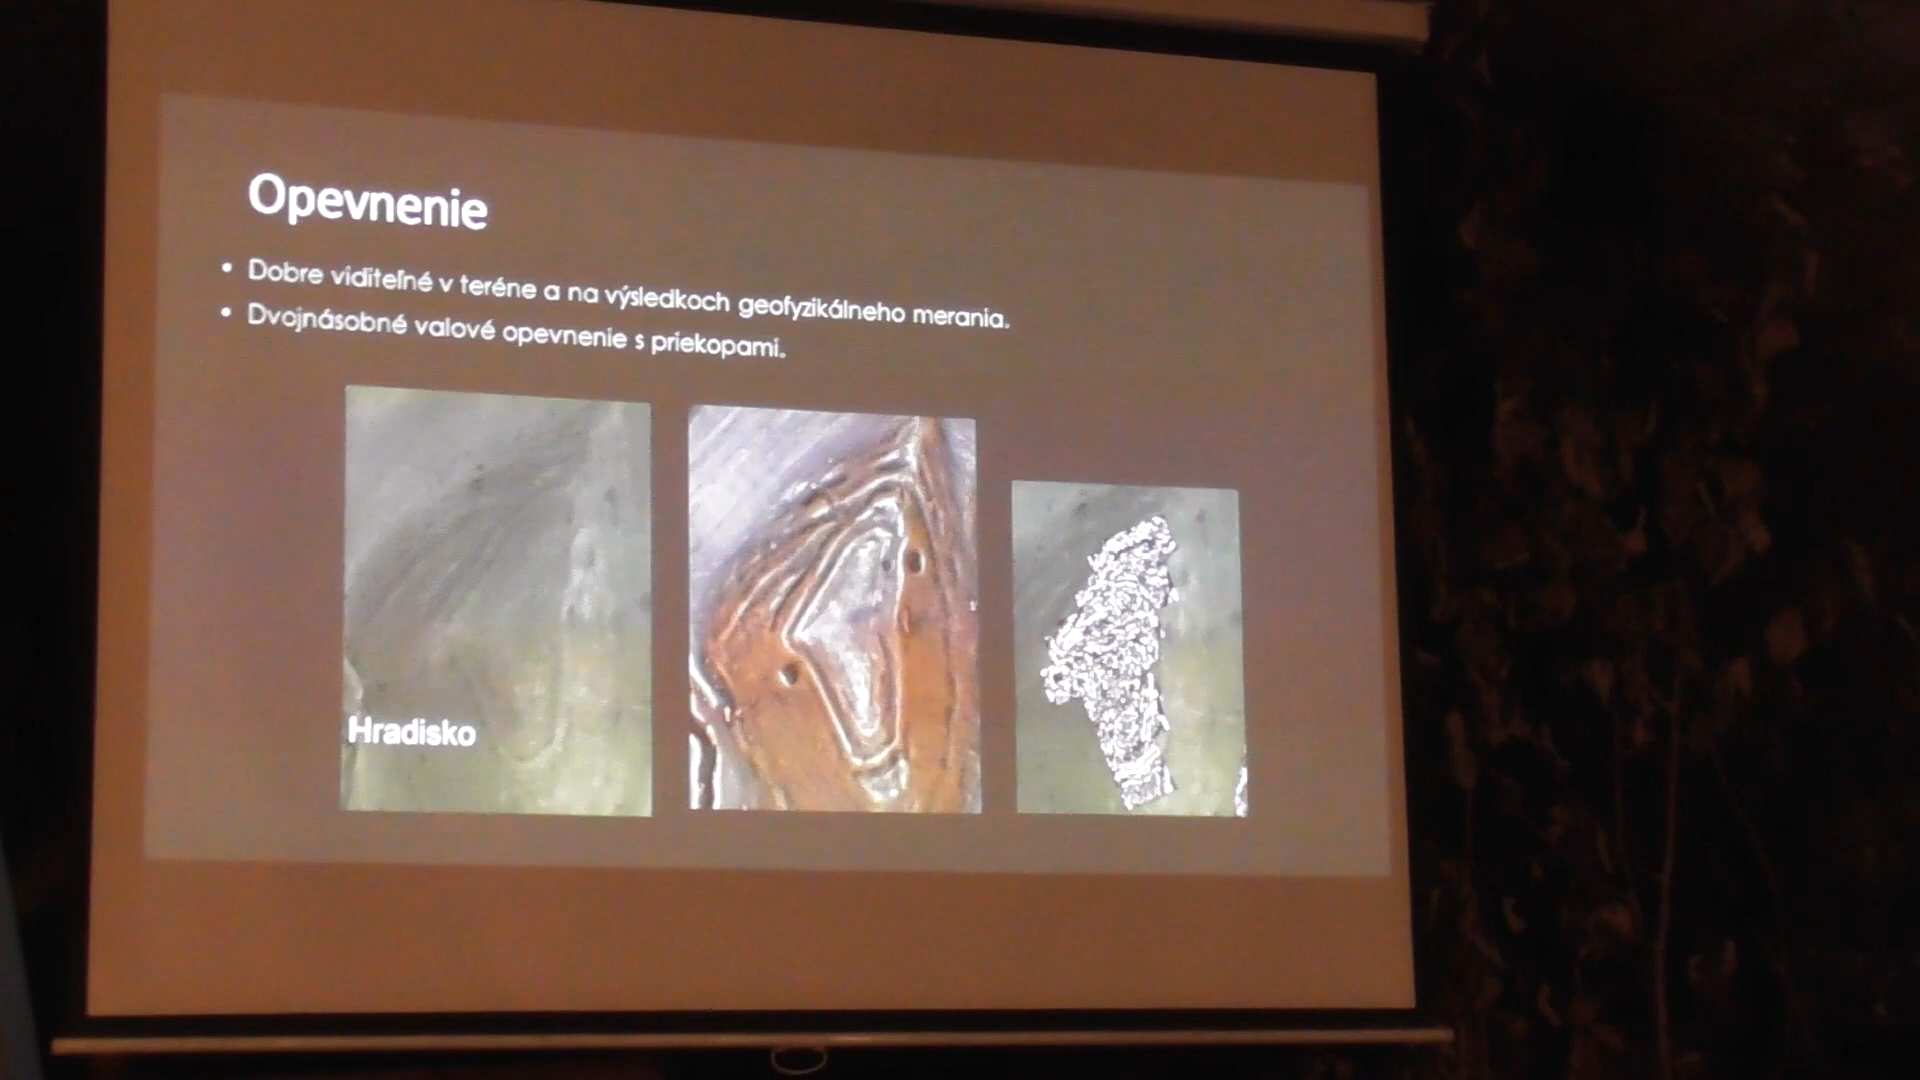 Opevnenie
• Dobre viditeľné v teréne a na výsledkoch geofyzikálneho merania.
• Dvojnásobné valové opevnenie s priekopami.
Hradisko